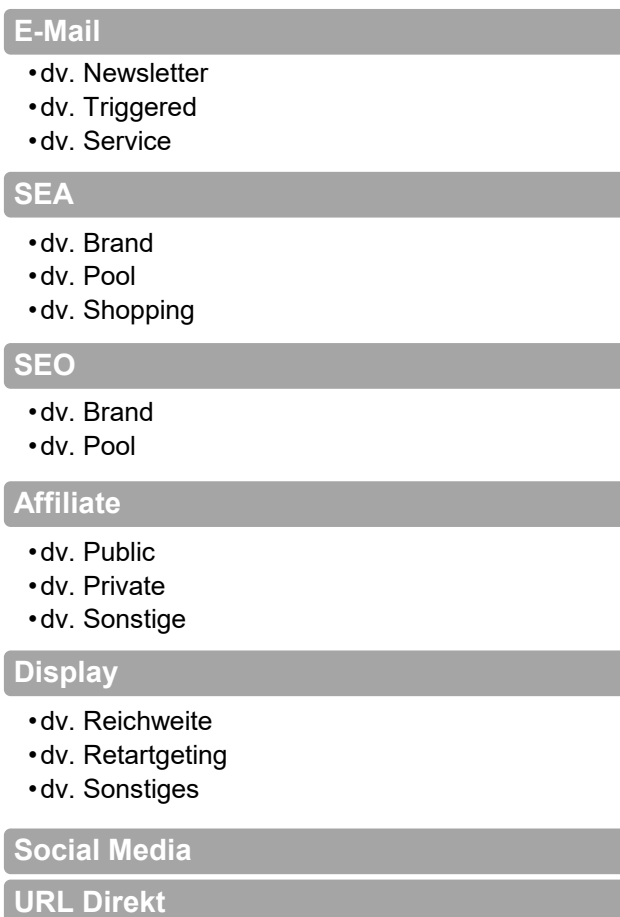 E-Mail
•dv. Newsletter
•dv. Triggered
•dv. Service
SEA
•dv. Brand
•dv. Pool
•dv. Shopping
SEO
•dv. Brand
•dv. Pool
Affiliate
•dv. Public
•dv. Private
•dv. Sonstige
Display
•dv. Reichweite
•dv. Retartgeting
•dv. Sonstiges
Social Media
URL Direkt